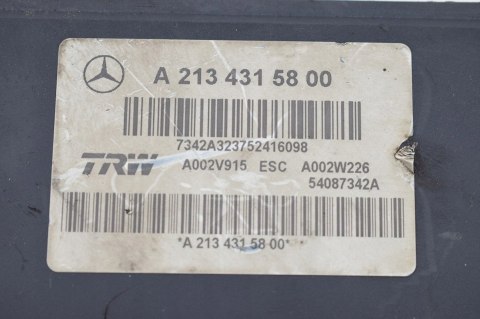 A 213 431 58 00
7342A323752416098
TRW A002V915 ESC A002W226
54087342A
*A 213 431 58 00*